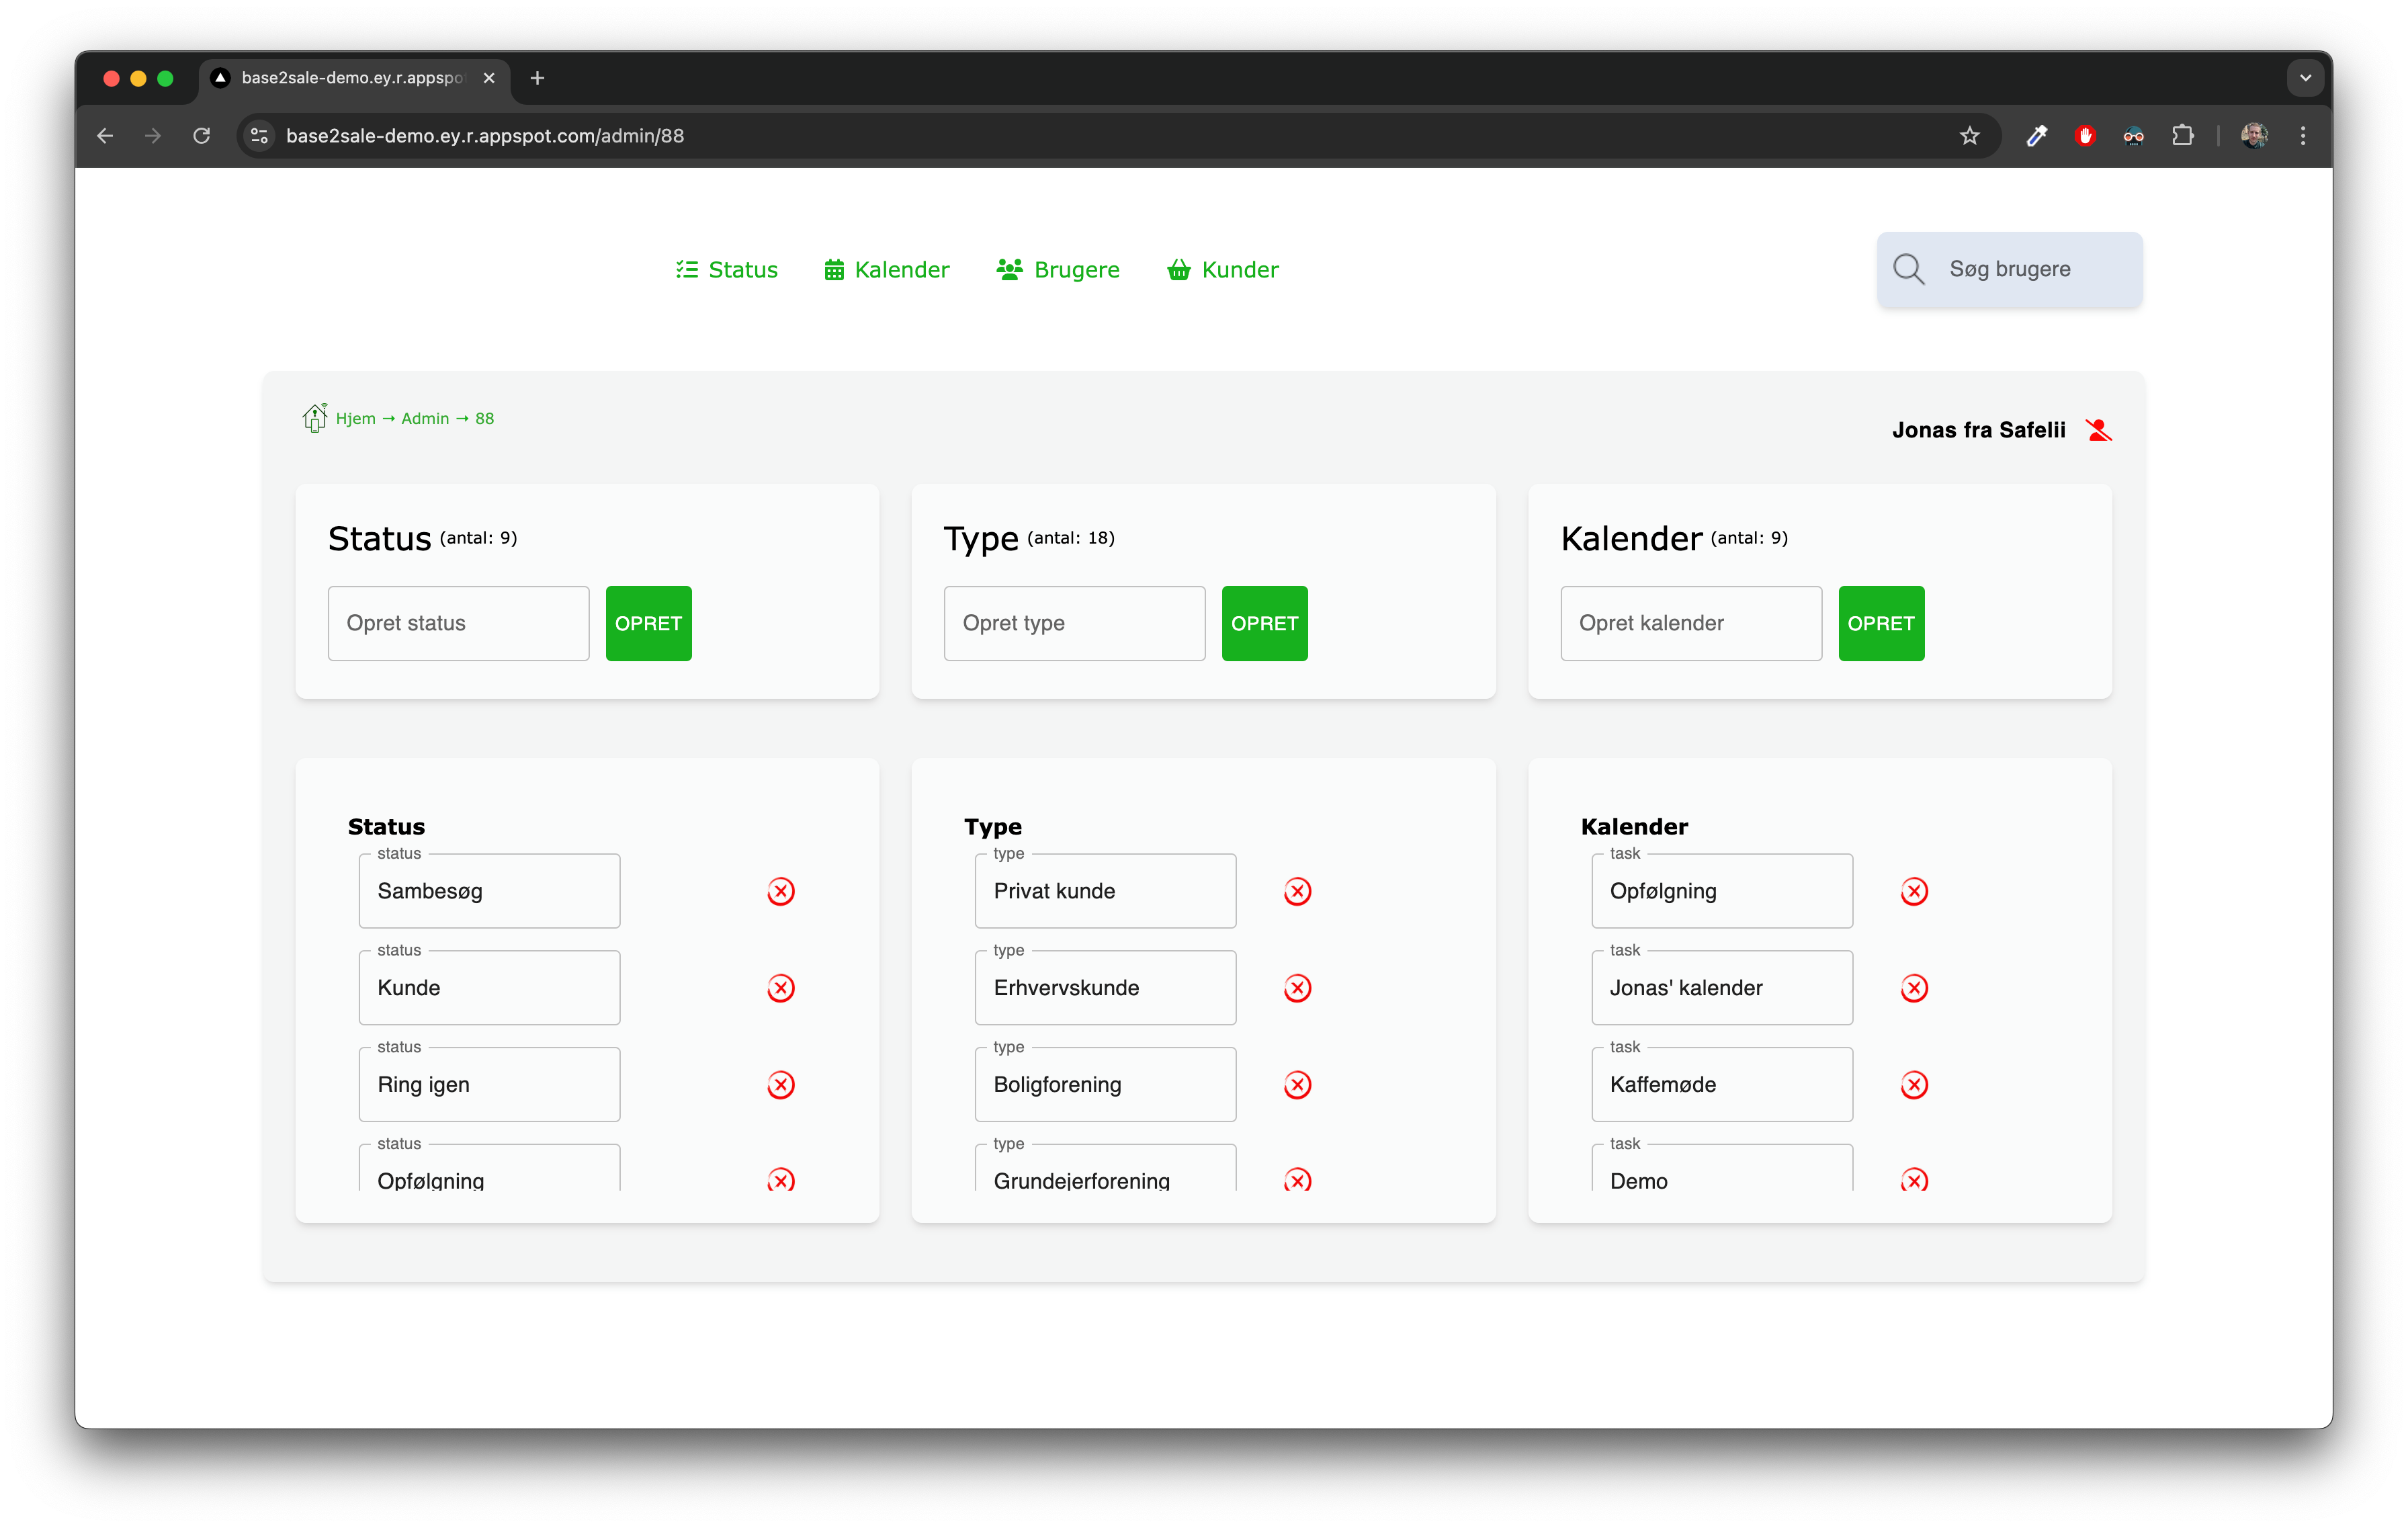 base2sale-demo.ey.r.appspo
base2sale-demo.ey.r.appspot.com/admin/88
Status Kalender Brugere Kunder
Søg brugere
Hjem → Admin → 88
Jonas fra Safelii
Status (antal: 9)
Opret status OPRET
Type (antal: 18)
Opret type OPRET
Kalender (antal: 9)
Opret kalender OPRET
Status
status
Sambesøg
status
Kunde
status
Ring igen
status
Opfølgning
Type
type
Privat kunde
type
Erhvervskunde
type
Boligforening
type
Grundejerforening
Kalender
task
Opfølgning
task
Jonas' kalender
task
Kaffemøde
task
Demo